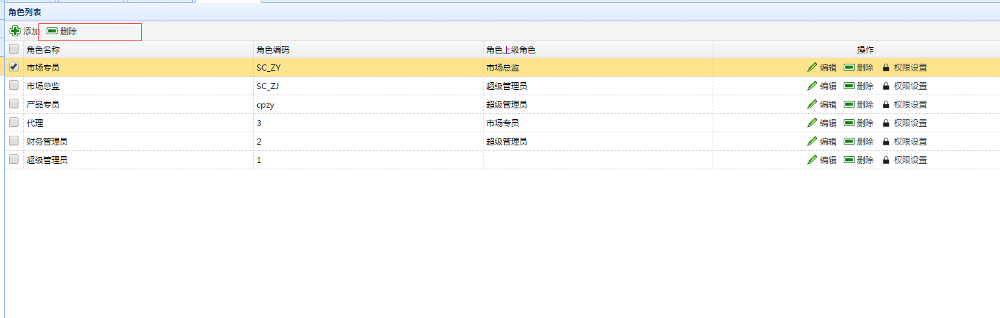 角色列表
添加 删除
角色名称 角色编码 角色上级角色 操作
市场专员 SC_ZY 市场总监 编辑 删除 权限设置
市场总监 SC_ZJ 超级管理员 编辑 删除 权限设置
产品专员 cpzy 超级管理员 编辑 删除 权限设置
代理 3 市场专员 编辑 删除 权限设置
财务管理员 2 超级管理员 编辑 删除 权限设置
超级管理员 1 编辑 删除 权限设置